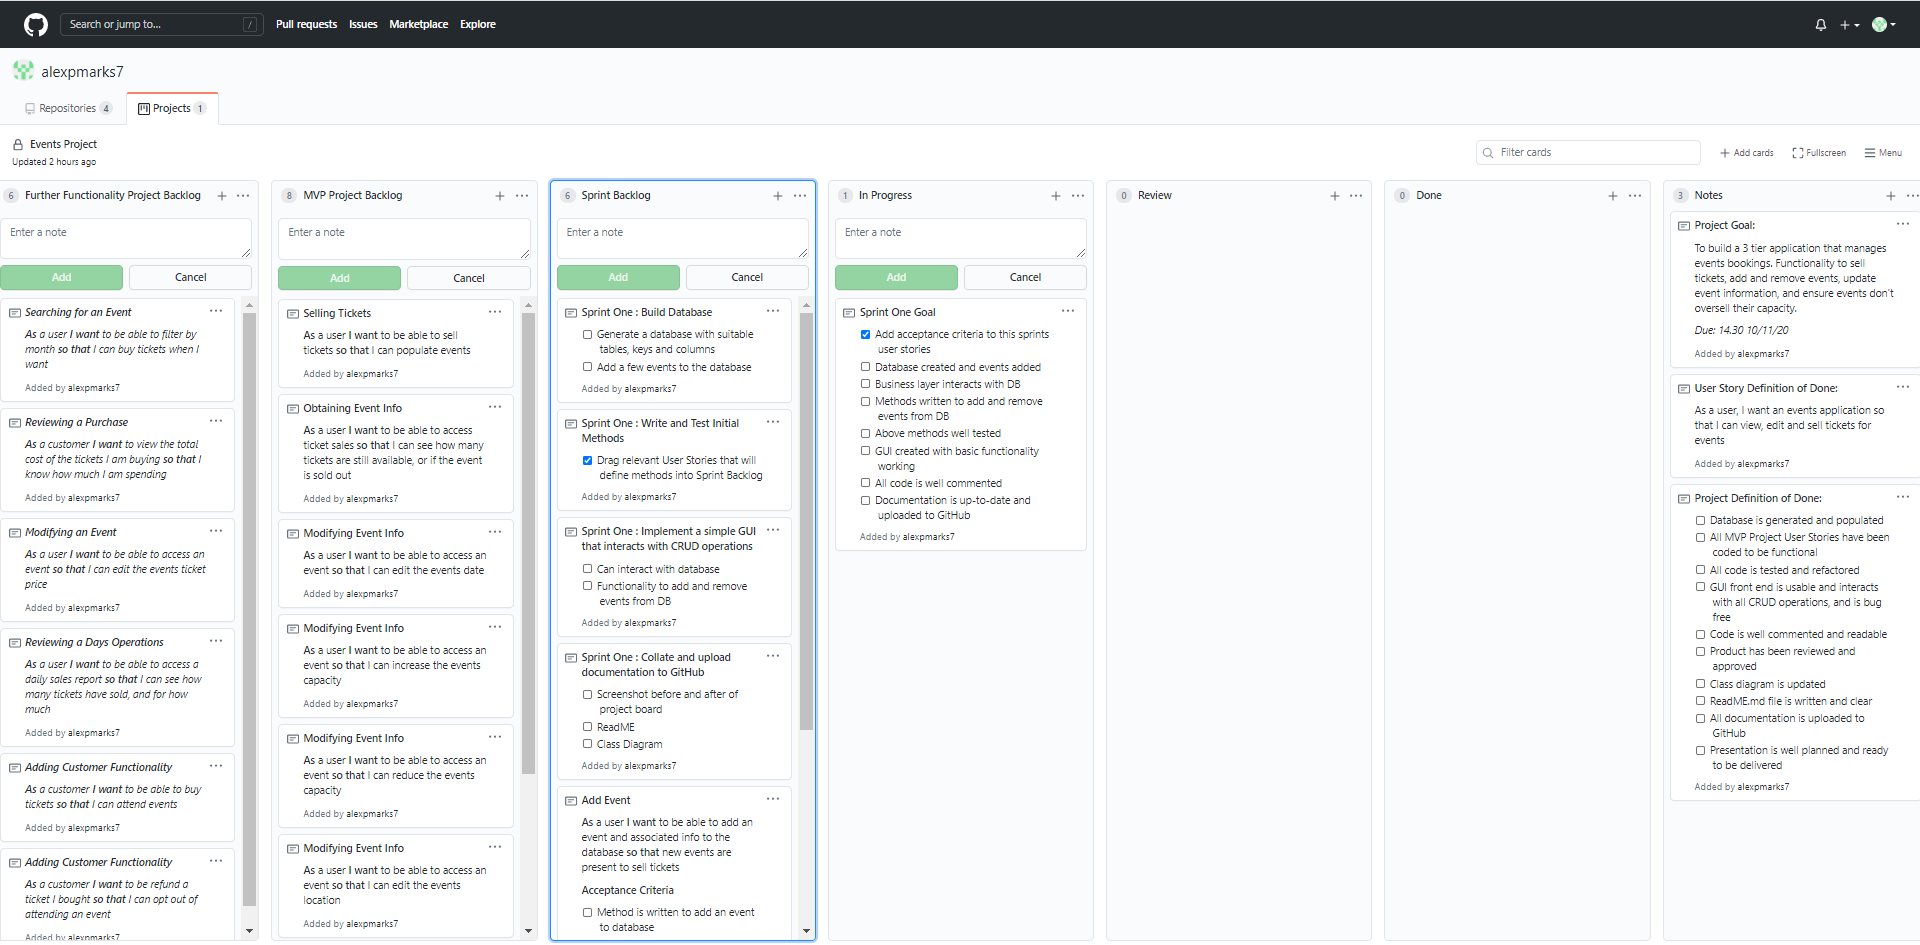 Search or jump to...
/
Pull requests
Issues
Marketplace
Explore
alexpmarks7
Repositories 4
Projects 1
Events Project
Updated 2 hours ago
Filter cards
Add cards
Fullscreen
Menu
6 Further Functionality Project Backlog
Enter a note
Add
Cancel
Searching for an Event
As a user I want to be able to filter by
month so that I can buy tickets when I
want
Added by alexpmarks7
Reviewing a Purchase
As a customer I want to view the total
cost of the tickets I am buying so that I
know how much I am spending
Added by alexpmarks7
Modifying an Event
As a user I want to be able to access an
event so that I can edit the events ticket
price
Added by alexpmarks7
Reviewing a Days Operations
As a user I want to be able to access a
daily sales report so that I can see how
many tickets have sold, and for how
much
Added by alexpmarks7
Adding Customer Functionality
As a customer I want to be able to buy
tickets so that I can attend events
Added by alexpmarks7
Adding Customer Functionality
As a customer I want to be refund a
ticket I bought so that I can opt out of
attending an event
Added by alexpmarks7
8 MVP Project Backlog
Enter a note
Add
Cancel
Selling Tickets
As a user I want to be able to sell
tickets so that I can populate events
Added by alexpmarks7
Obtaining Event Info
As a user I want to be able to access
ticket sales so that I can see how many
tickets are still available, or if the event
is sold out
Added by alexpmarks7
Modifying Event Info
As a user I want to be able to access an
event so that I can edit the events date
Added by alexpmarks7
Modifying Event Info
As a user I want to be able to access an
event so that I can increase the events
capacity
Added by alexpmarks7
Modifying Event Info
As a user I want to be able to access an
event so that I can reduce the events
capacity
Added by alexpmarks7
Modifying Event Info
As a user I want to be able to access an
event so that I can edit the events
location
Added by alexpmarks7
6 Sprint Backlog
Enter a note
Add
Cancel
Sprint One : Build Database
Generate a database with suitable
tables, keys and columns
Add a few events to the database
Added by alexpmarks7
Sprint One : Write and Test Initial
Methods
Drag relevant User Stories that will
define methods into Sprint Backlog
Added by alexpmarks7
Sprint One : Implement a simple GUI
that interacts with CRUD operations
Can interact with database
Functionality to add and remove
events from DB
Added by alexpmarks7
Sprint One : Collate and upload
documentation to GitHub
Screenshot before and after of
project board
ReadME
Class Diagram
Added by alexpmarks7
Add Event
As a user I want to be able to add an
event and associated info to the
database so that new events are
present to sell tickets
Acceptance Criteria
Method is written to add an event
to database
1 In Progress
Enter a note
Add
Cancel
Sprint One Goal
Add acceptance criteria to this sprints
user stories
Database created and events added
Business layer interacts with DB
Methods written to add and remove
events from DB
Above methods well tested
GUI created with basic functionality
working
All code is well commented
Documentation is up-to-date and
uploaded to GitHub
Added by alexpmarks7
0 Review
0 Done
3 Notes
Project Goal:
To build a 3 tier application that manages
events bookings. Functionality to sell
tickets, add and remove events, update
event information, and ensure events don't
oversell their capacity.
Due: 14.30 10/11/20
Added by alexpmarks7
User Story Definition of Done:
As a user, I want an events application so
that I can view, edit and sell tickets for
events
Added by alexpmarks7
Project Definition of Done:
Database is generated and populated
All MVP Project User Stories have been
coded to be functional
All code is tested and refactored
GUI front end is usable and interacts
with all CRUD operations, and is bug
free
Code is well commented and readable
Product has been reviewed and
approved
Class diagram is updated
ReadME.md file is written and clear
All documentation is uploaded to
GitHub
Presentation is well planned and ready
to be delivered
Added by alexpmarks7